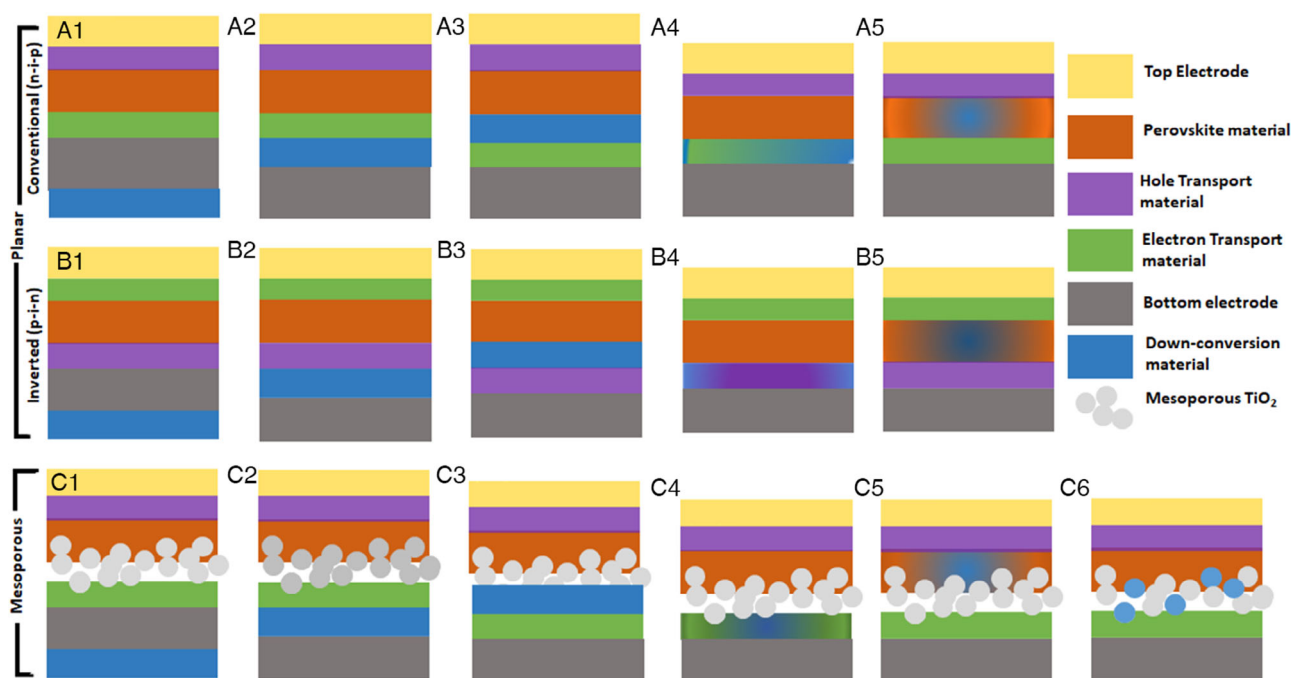 Planar
Conventional (n-i-p)
A1
A2
A3
A4
A5
Inverted (p-i-n)
B1
B2
B3
B4
B5
Mesoporous
C1
C2
C3
C4
C5
C6
Top Electrode
Perovskite material
Hole Transport
material
Electron Transport
material
Bottom electrode
Down-conversion
material
Mesoporous TiO₂